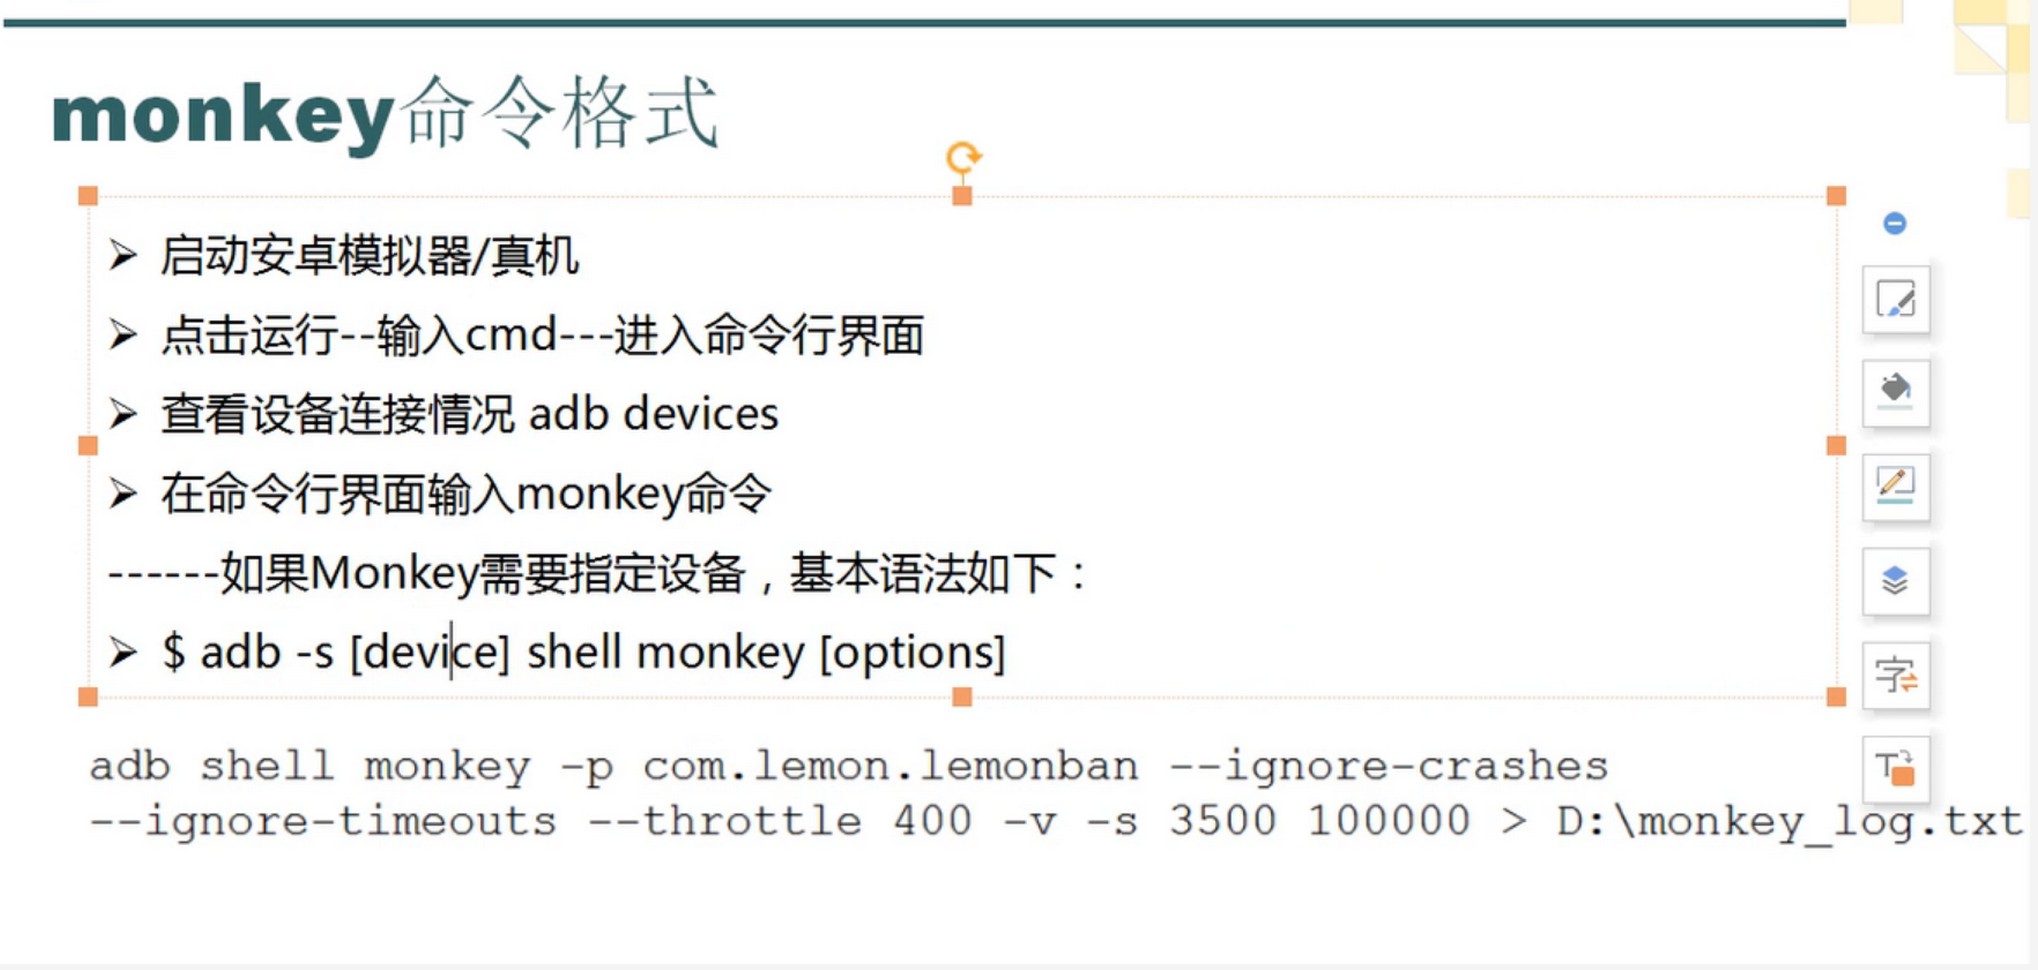 monkey命令格式
➢ 启动安卓模拟器/真机
➢ 点击运行--输入cmd---进入命令行界面
➢ 查看设备连接情况 adb devices
➢ 在命令行界面输入monkey命令
------如果Monkey需要指定设备，基本语法如下：
➢ $ adb -s [device] shell monkey [options]
adb shell monkey -p com.lemon.lemonban --ignore-crashes
--ignore-timeouts --throttle 400 -v -s 3500 100000 > D:\monkey_log.txt